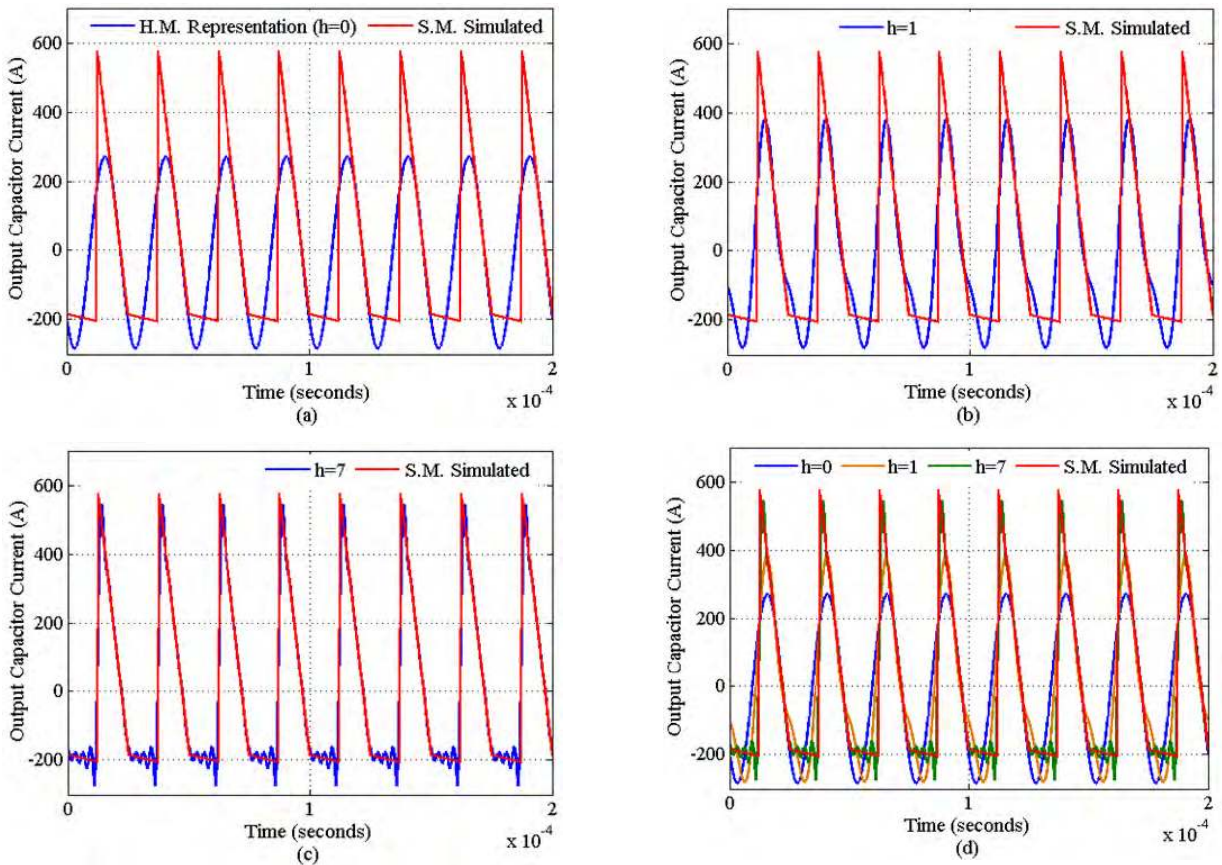 H.M. Representation (h=0) S.M. Simulated
600
400
200
0
-200
Output Capacitor Current (A)
0 1 2
Time (seconds)
x 10-4
(a)
h=1 S.M. Simulated
600
400
200
0
-200
Output Capacitor Current (A)
0 1 2
Time (seconds)
x 10-4
(b)
h=7 S.M. Simulated
600
400
200
0
-200
Output Capacitor Current (A)
0 1 2
Time (seconds)
x 10-4
(c)
h=0 h=1 h=7 S.M. Simulated
600
400
200
0
-200
Output Capacitor Current (A)
0 1 2
Time (seconds)
x 10-4
(d)